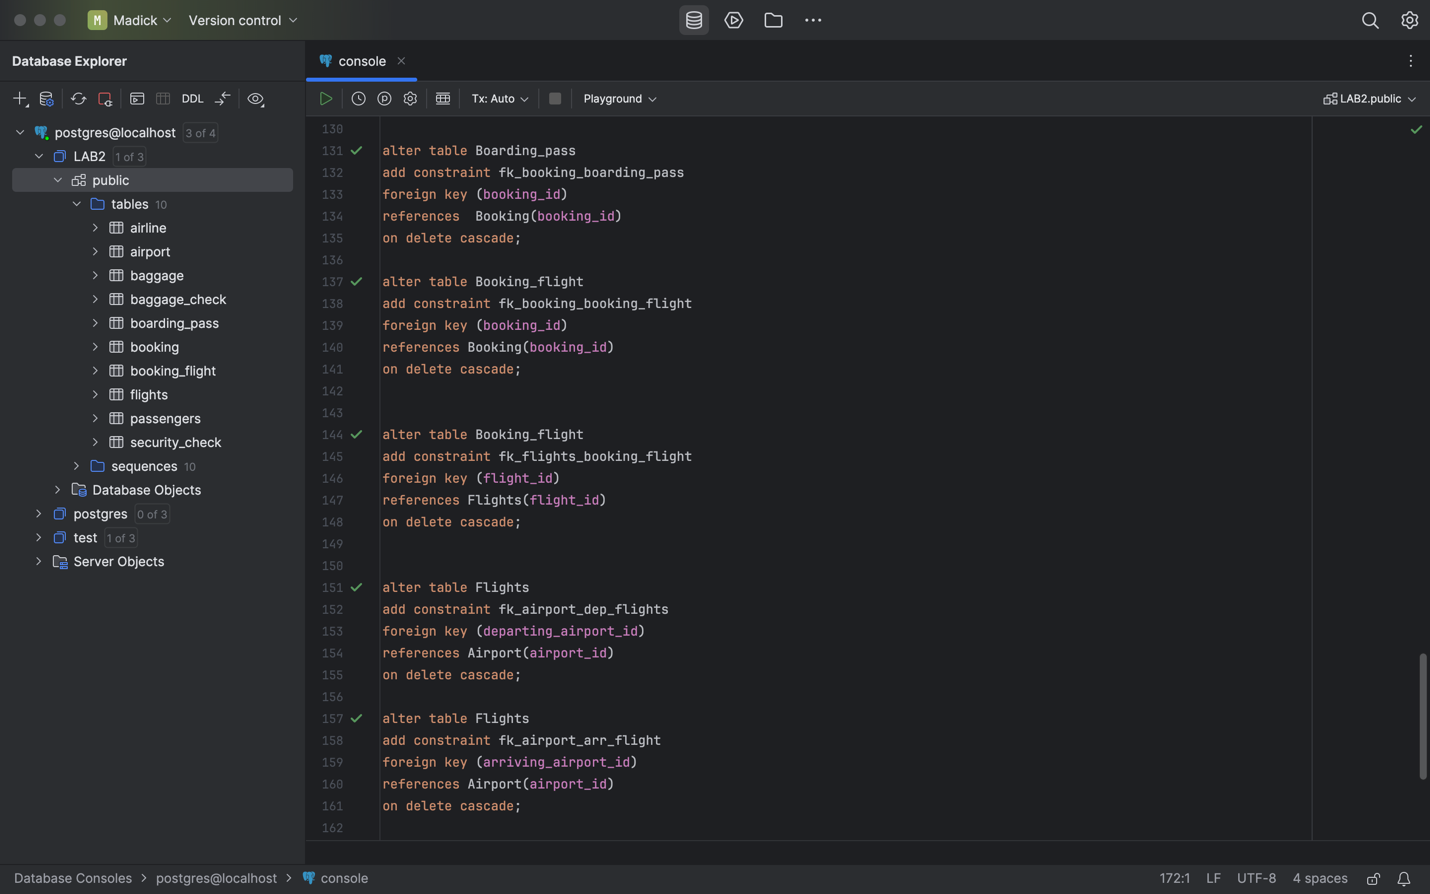 M Madick Version control
Database Explorer
console
DDL
Tx: Auto Playground LAB2.public
postgres@localhost 3 of 4
LAB2 1 of 3
public
tables 10
airline
airport
baggage
baggage_check
boarding_pass
booking
booking_flight
flights
passengers
security_check
sequences 10
Database Objects
postgres 0 of 3
test 1 of 3
Server Objects
130
131 alter table Boarding_pass
132 add constraint fk_booking_boarding_pass
133 foreign key (booking_id)
134 references  Booking(booking_id)
135 on delete cascade;
136
137 alter table Booking_flight
138 add constraint fk_booking_booking_flight
139 foreign key (booking_id)
140 references Booking(booking_id)
141 on delete cascade;
142
143
144 alter table Booking_flight
145 add constraint fk_flights_booking_flight
146 foreign key (flight_id)
147 references Flights(flight_id)
148 on delete cascade;
149
150
151 alter table Flights
152 add constraint fk_airport_dep_flights
153 foreign key (departing_airport_id)
154 references Airport(airport_id)
155 on delete cascade;
156
157 alter table Flights
158 add constraint fk_airport_arr_flight
159 foreign key (arriving_airport_id)
160 references Airport(airport_id)
161 on delete cascade;
162
Database Consoles > postgres@localhost > console
172:1 LF UTF-8 4 spaces